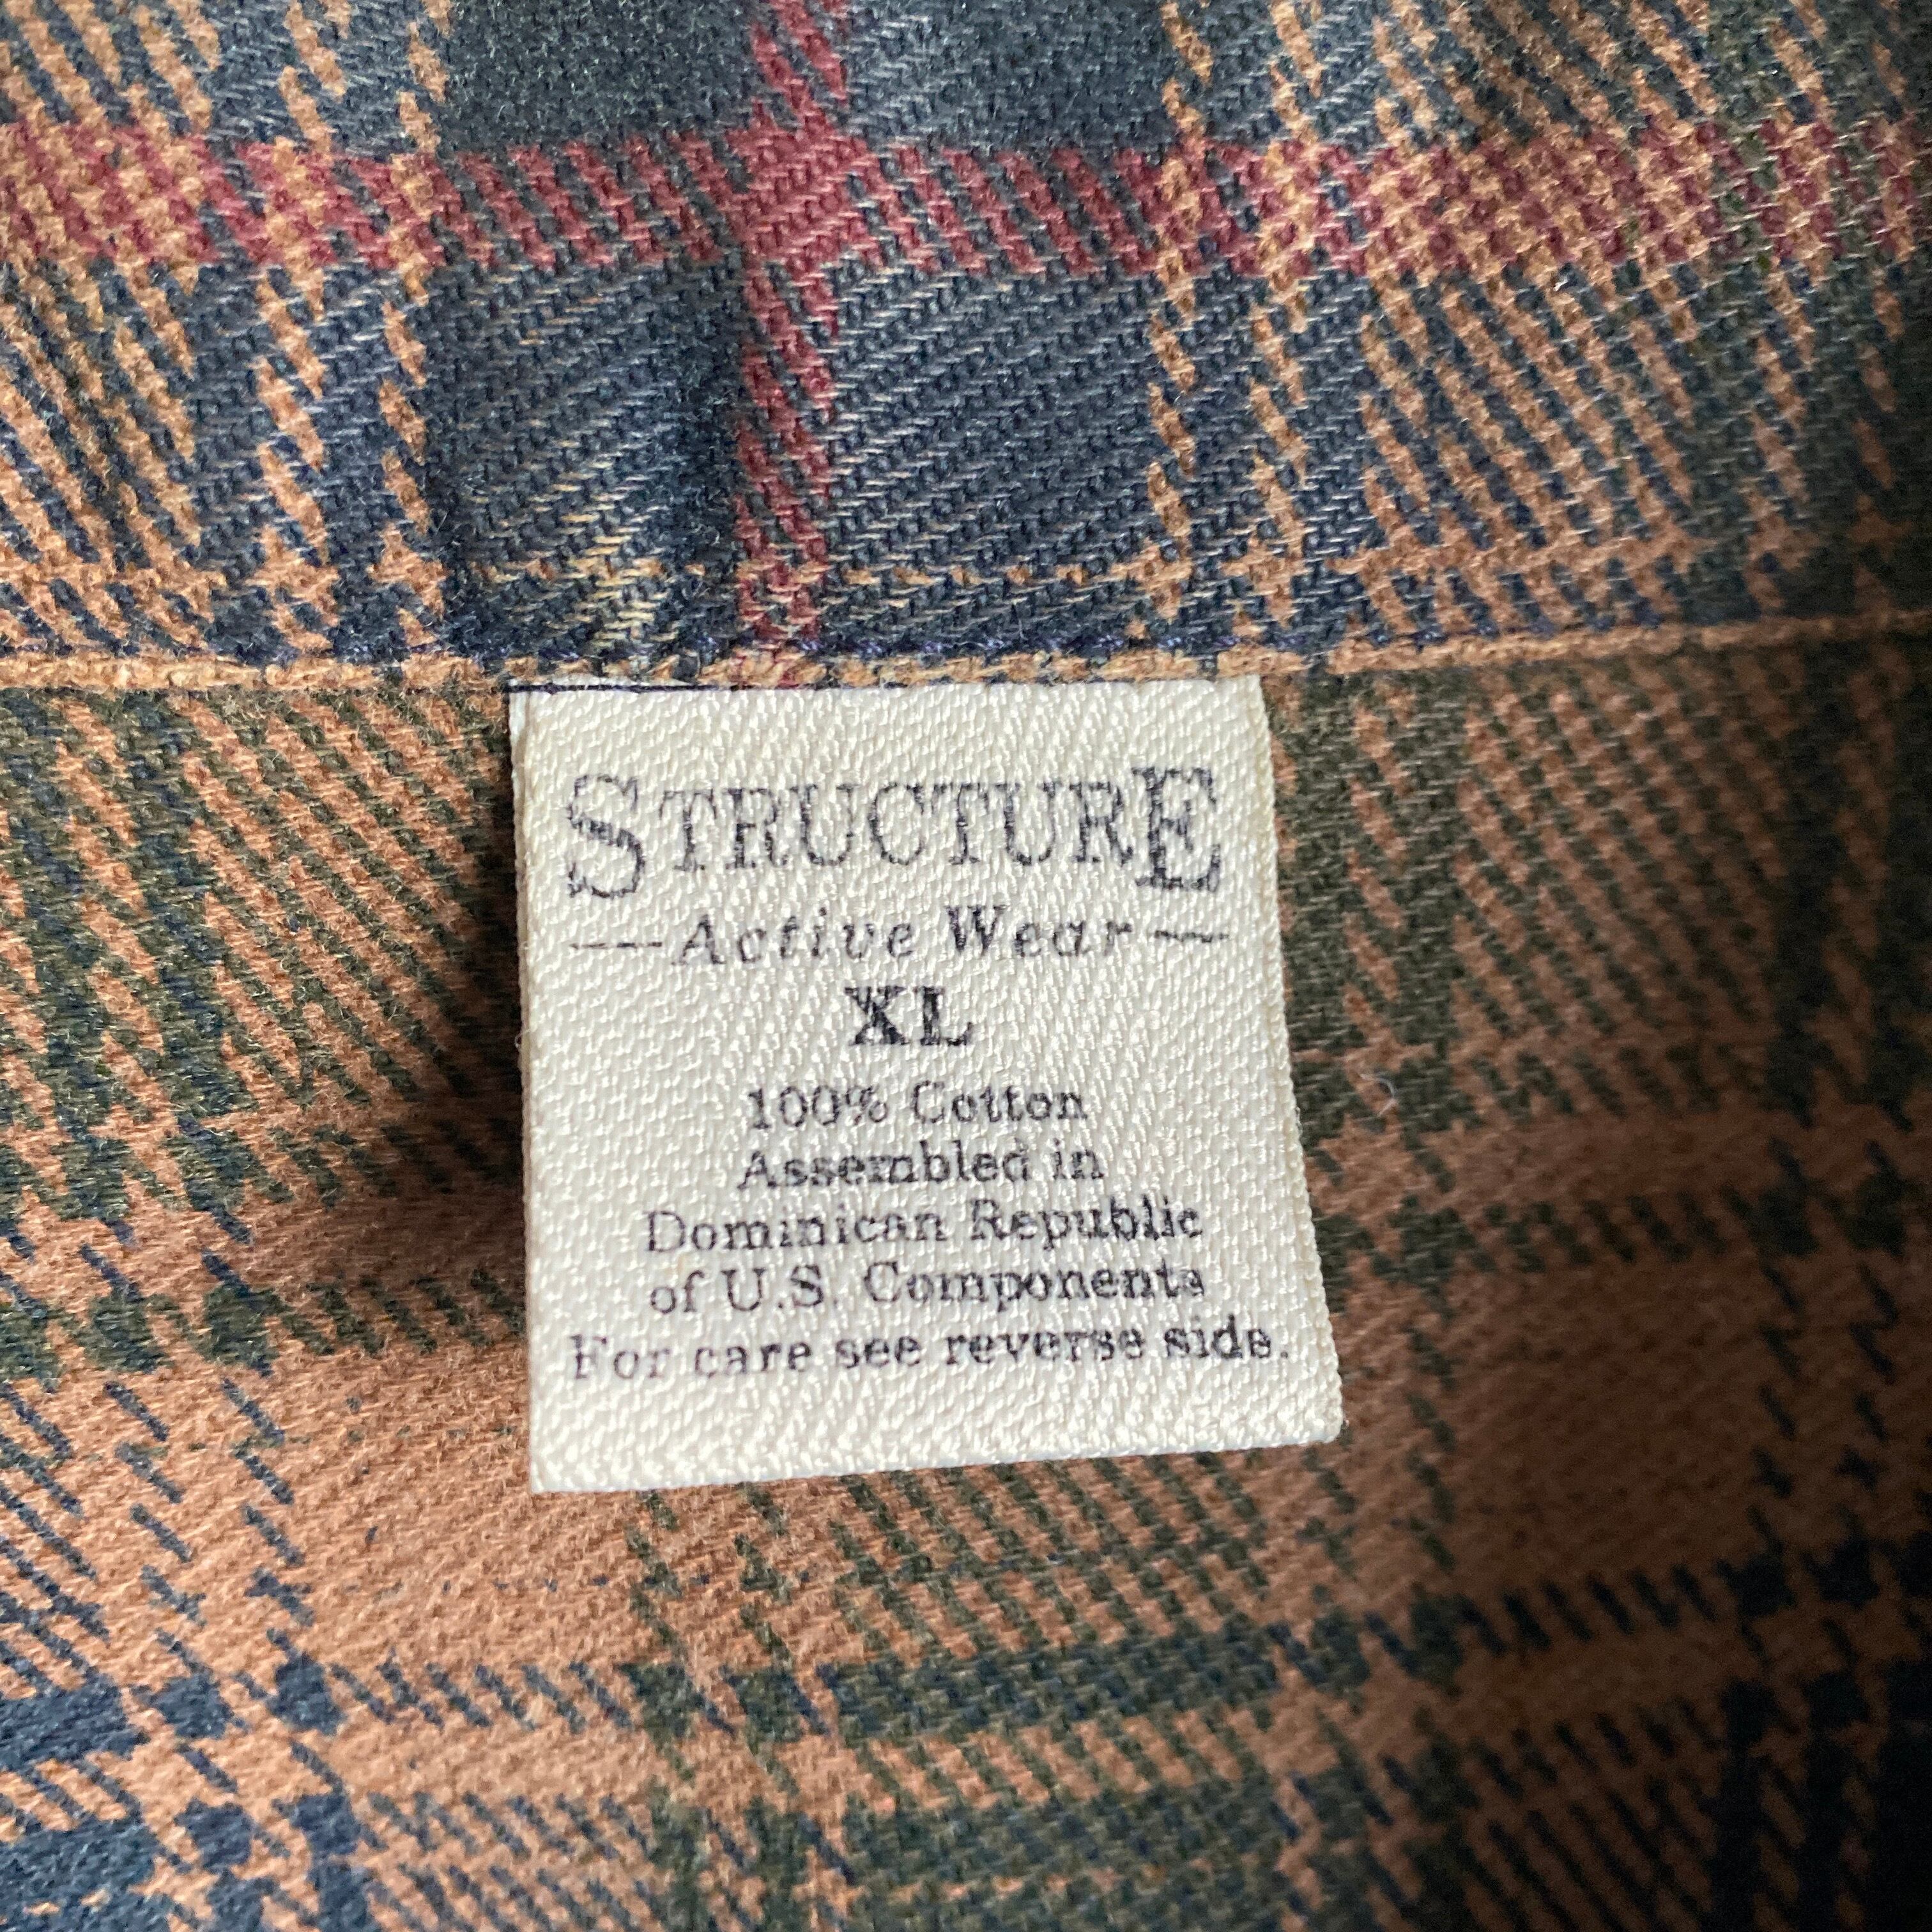 STRUCTURE
—Active Wear—
XL
100% Cotton
Assembled in
Dominican Republic
of U.S. Components
For care see reverse side.